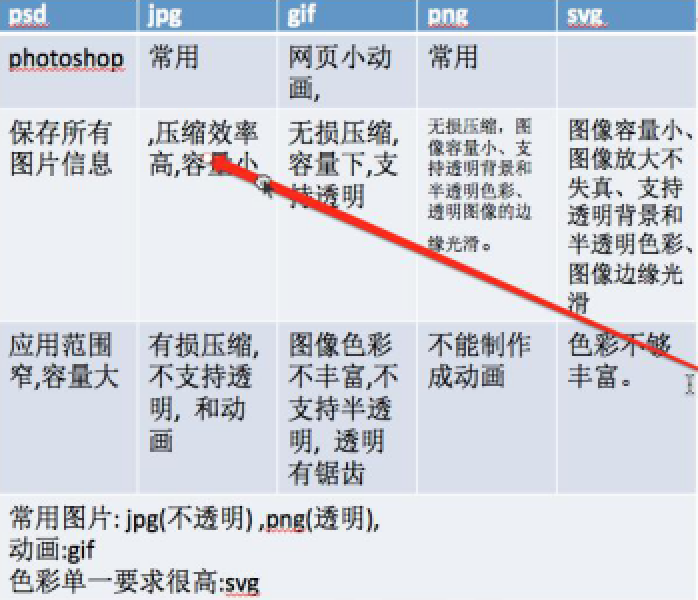 psd
jpg
gif
png
svg
photoshop
常用
网页小动
画,
常用
保存所有
图片信息
,压缩效率
高,容量小
无损压缩,
容量下,支
持透明
无损压缩，图
像容量小、支
持透明背景和
半透明色彩、
透明图像的边
缘光滑。
图像容量小、
图像放大不
失真、支持
透明背景和
半透明色彩、
图像边缘光
滑
应用范围
窄,容量大
有损压缩,
不支持透
明, 和动
画
图像色彩
不丰富,不
支持半透
明, 透明
有锯齿
不能制作
成动画
色彩不够
丰富。
常用图片: jpg(不透明) ,png(透明),
动画:gif
色彩单一要求很高:svg